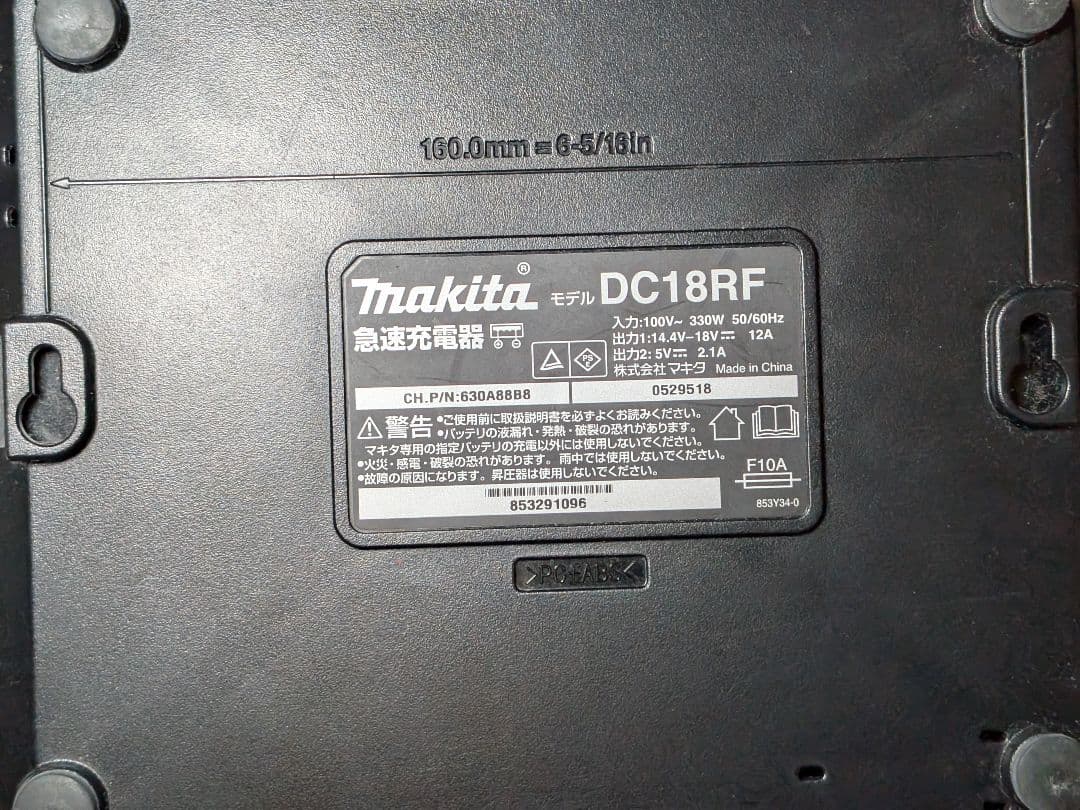 160.0mm = 6-5/16in
makita® モデル DC18RF
急速充電器
入力:100V~ 330W 50/60Hz
出力1:14.4V-18V⎓ 12A
出力2:5V⎓ 2.1A
株式会社マキタ Made in China
PS E
CH.P/N:630A88B8
0529518
警告
•ご使用前に取扱説明書を必ずよくお読みください。
•バッテリの液漏れ・発熱・破裂の恐れがあります。
マキタ専用の指定バッテリの充電以外には使用しないでください。
•火災・感電・破裂の恐れがあります。雨中では使用しないでください。
•故障の原因になります。昇圧器は使用しないでください。
F10A
853291096
853Y34-0
>PC+ABS<